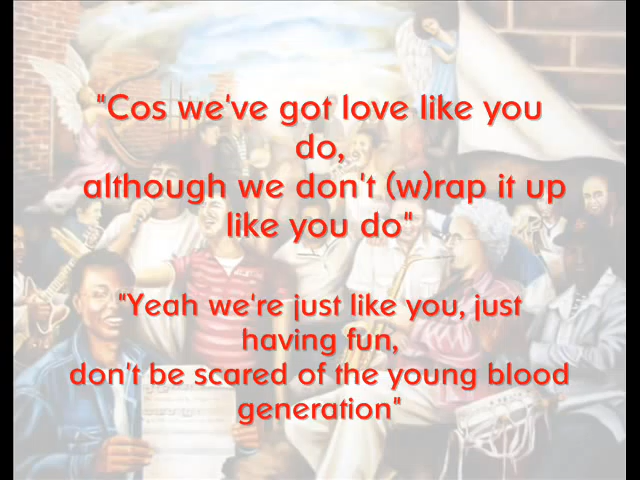 "Cos we've got love like you
do,
although we don't (w)rap it up
like you do"
"Yeah we're just like you, just
having fun,
don't be scared of the young blood
generation"